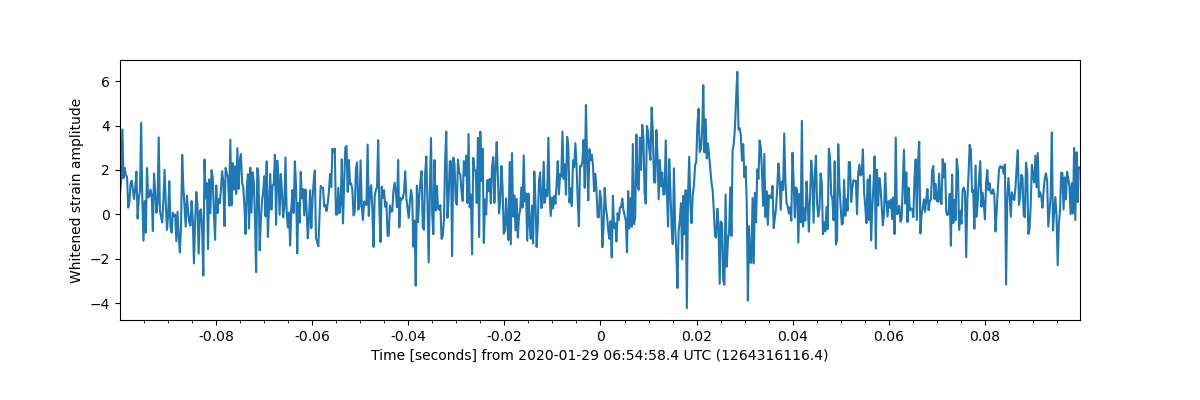 Whitened strain amplitude
6
4
2
0
−2
−4
-0.08 -0.06 -0.04 -0.02 0 0.02 0.04 0.06 0.08
Time [seconds] from 2020-01-29 06:54:58.4 UTC (1264316116.4)